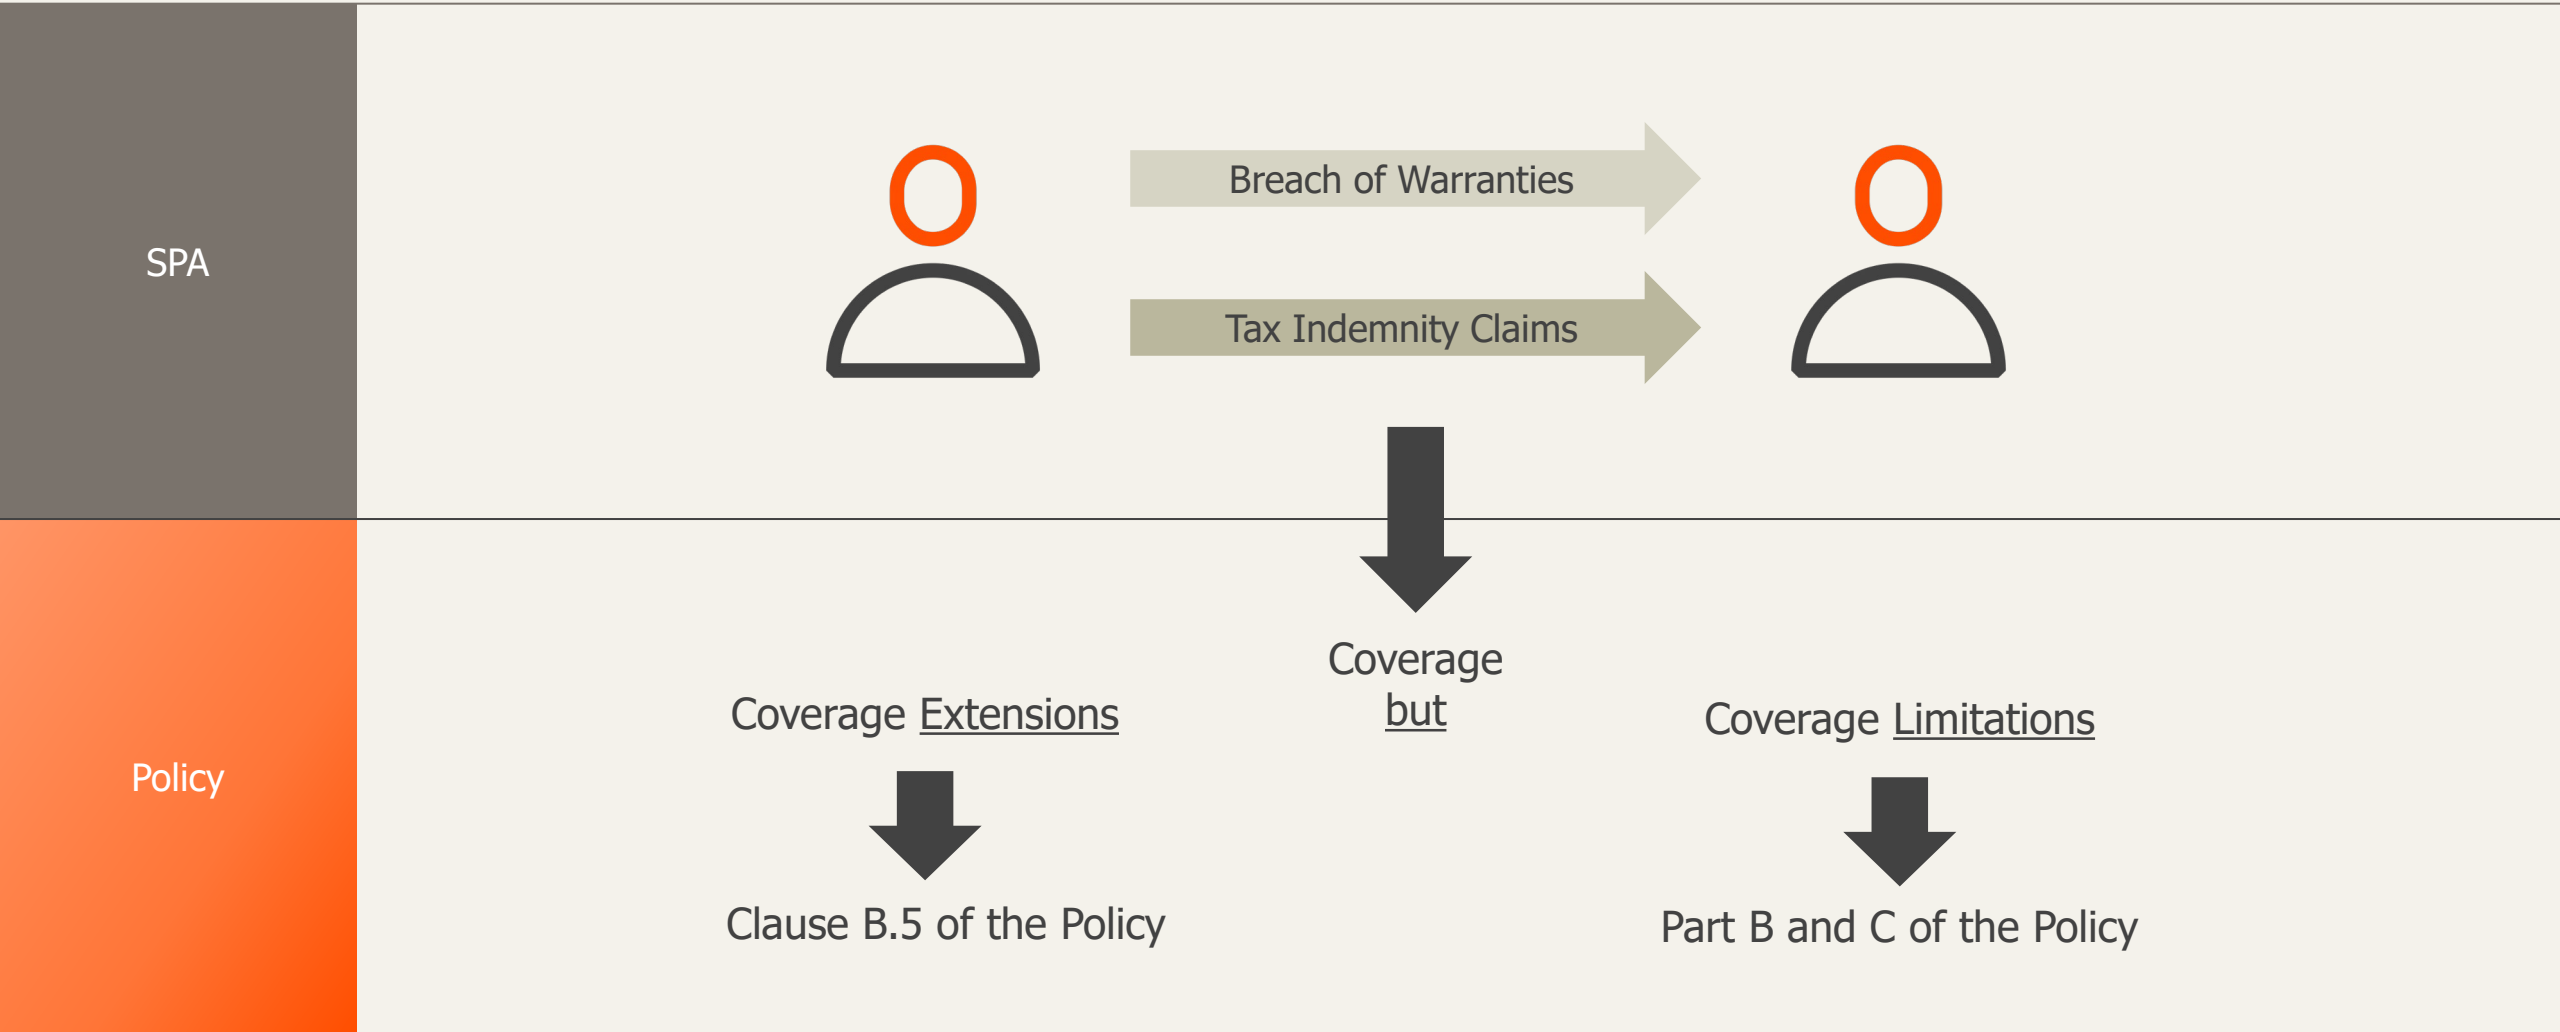 SPA
Breach of Warranties
Tax Indemnity Claims
Policy
Coverage
but
Coverage Extensions
Coverage Limitations
Clause B.5 of the Policy
Part B and C of the Policy